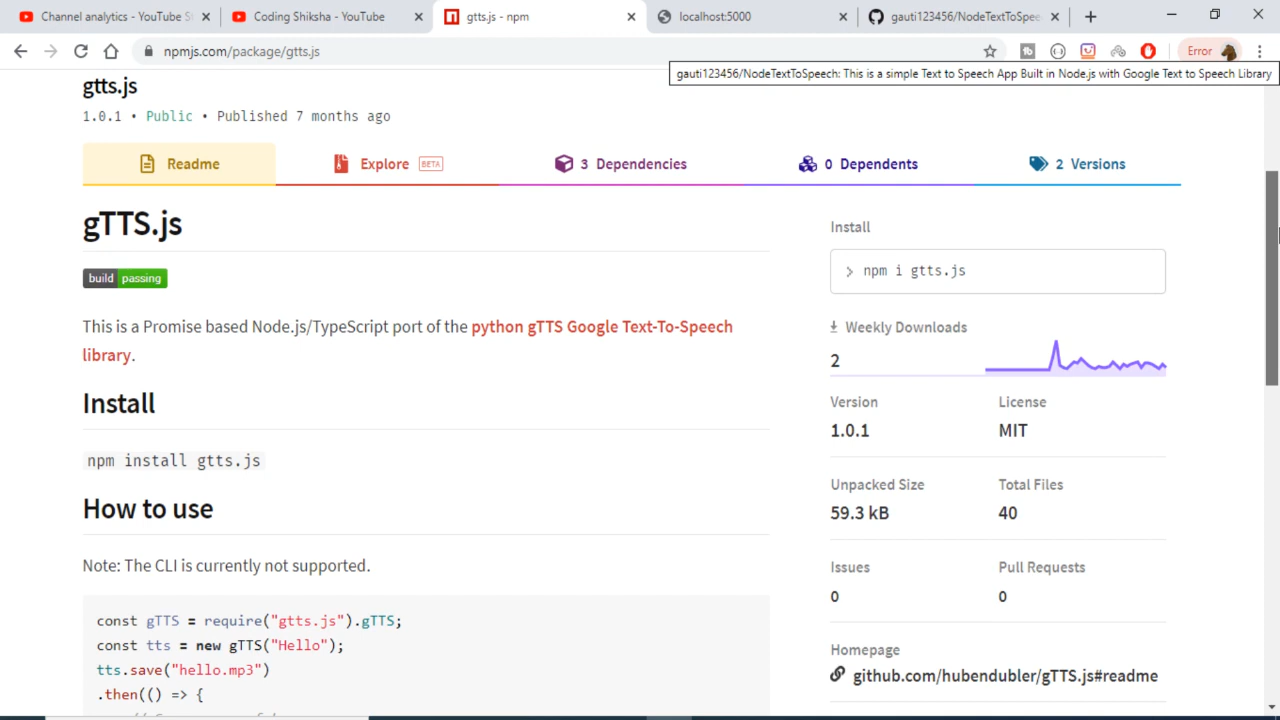 Channel analytics - YouTube S
Coding Shiksha - YouTube
gtts.js - npm
localhost:5000
gauti123456/NodeTextToSpee
npmjs.com/package/gtts.js
Error
gauti123456/NodeTextToSpeech: This is a simple Text to Speech App Built in Node.js with Google Text to Speech Library
gtts.js
1.0.1 • Public • Published 7 months ago
Readme
Explore BETA
3 Dependencies
0 Dependents
2 Versions
gTTS.js
build passing
This is a Promise based Node.js/TypeScript port of the python gTTS Google Text-To-Speech
library.
Install
npm install gtts.js
How to use
Note: The CLI is currently not supported.
const gTTS = require("gtts.js").gTTS;
const tts = new gTTS("Hello");
tts.save("hello.mp3")
.then(() => {
Install
> npm i gtts.js
Weekly Downloads
2
Version
1.0.1
License
MIT
Unpacked Size
59.3 kB
Total Files
40
Issues
0
Pull Requests
0
Homepage
github.com/hubendubler/gTTS.js#readme